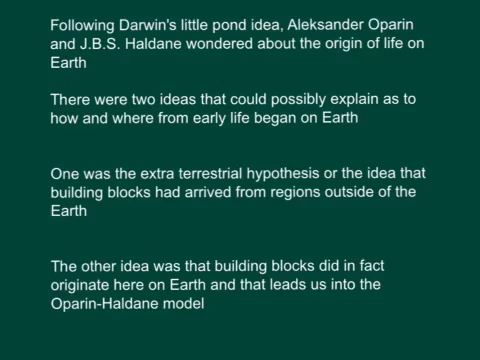 Following Darwin's little pond idea, Aleksander Oparin
and J.B.S. Haldane wondered about the origin of life on
Earth
There were two ideas that could possibly explain as to
how and where from early life began on Earth
One was the extra terrestrial hypothesis or the idea that
building blocks had arrived from regions outside of the
Earth
The other idea was that building blocks did in fact
originate here on Earth and that leads us into the
Oparin-Haldane model